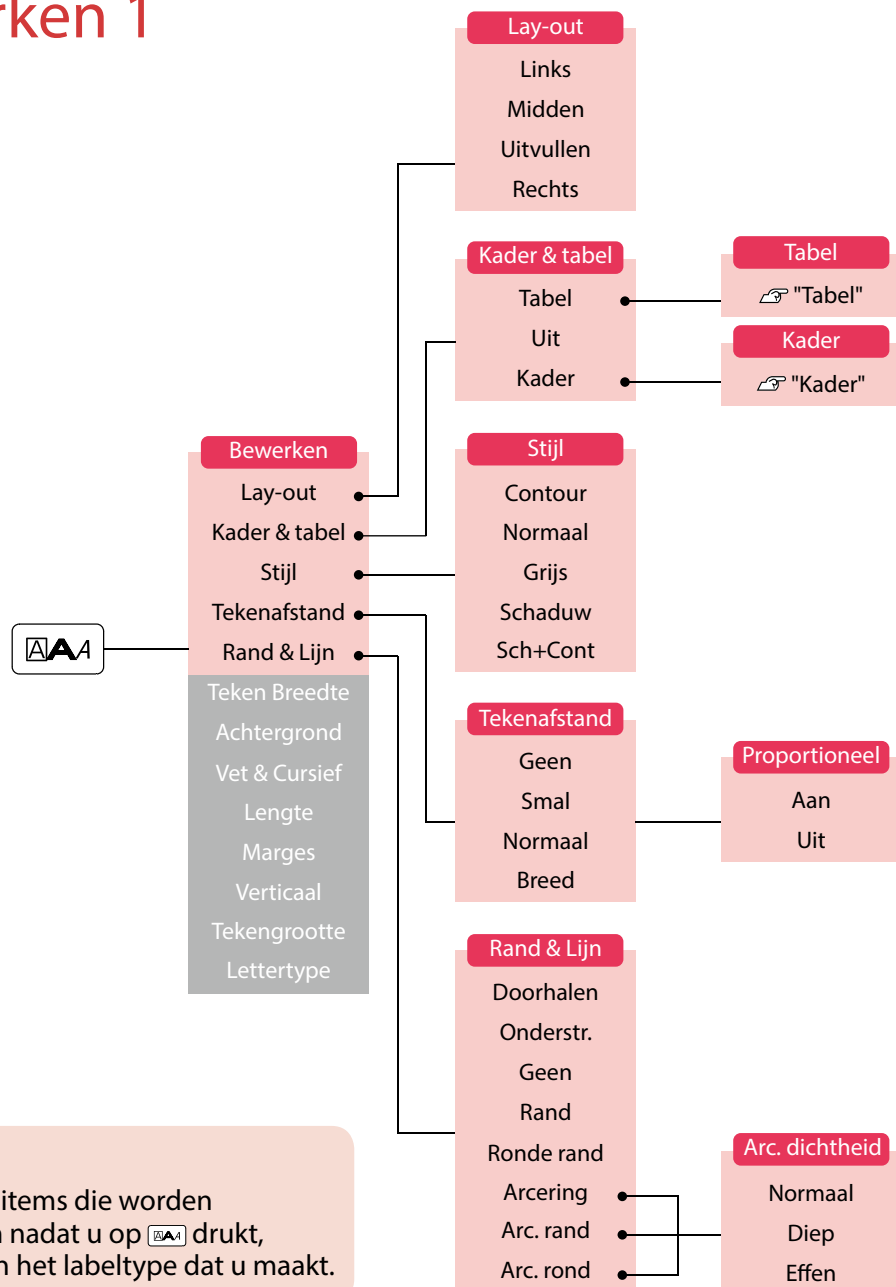 rken 1
Lay-out
Links
Midden
Uitvullen
Rechts
Kader & tabel
Tabel
Uit
Kader
Tabel
"Tabel"
Kader
"Kader"
Bewerken
Lay-out
Kader & tabel
Stijl
Tekenafstand
Rand & Lijn
Teken Breedte
Achtergrond
Vet & Cursief
Lengte
Marges
Verticaal
Tekengrootte
Lettertype
AAA
Stijl
Contour
Normaal
Grijs
Schaduw
Sch+Cont
Tekenafstand
Geen
Smal
Normaal
Breed
Proportioneel
Aan
Uit
Rand & Lijn
Doorhalen
Onderstr.
Geen
Rand
Ronde rand
Arcering
Arc. rand
Arc. rond
Arc. dichtheid
Normaal
Diep
Effen
items die worden
nadat u op AAA drukt,
n het labeltype dat u maakt.